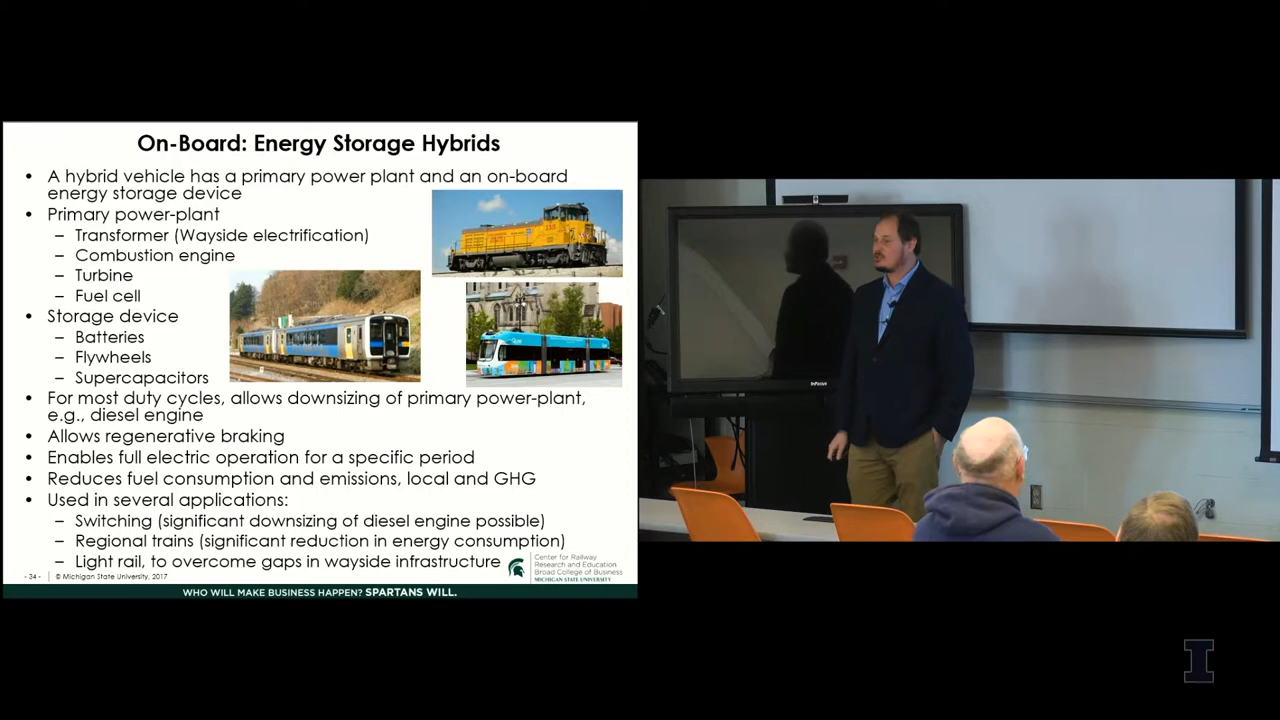 On-Board: Energy Storage Hybrids
• A hybrid vehicle has a primary power plant and an on-board
energy storage device
• Primary power-plant
– Transformer (Wayside electrification)
– Combustion engine
– Turbine
– Fuel cell
• Storage device
– Batteries
– Flywheels
– Supercapacitors
• For most duty cycles, allows downsizing of primary power-plant,
e.g., diesel engine
• Allows regenerative braking
• Enables full electric operation for a specific period
• Reduces fuel consumption and emissions, local and GHG
• Used in several applications:
– Switching (significant downsizing of diesel engine possible)
– Regional trains (significant reduction in energy consumption)
– Light rail, to overcome gaps in wayside infrastructure
Center for Railway
Research and Education
Broad College of Business
MICHIGAN STATE UNIVERSITY
- 34 - © Michigan State University, 2017
WHO WILL MAKE BUSINESS HAPPEN? SPARTANS WILL.
InFocus
I